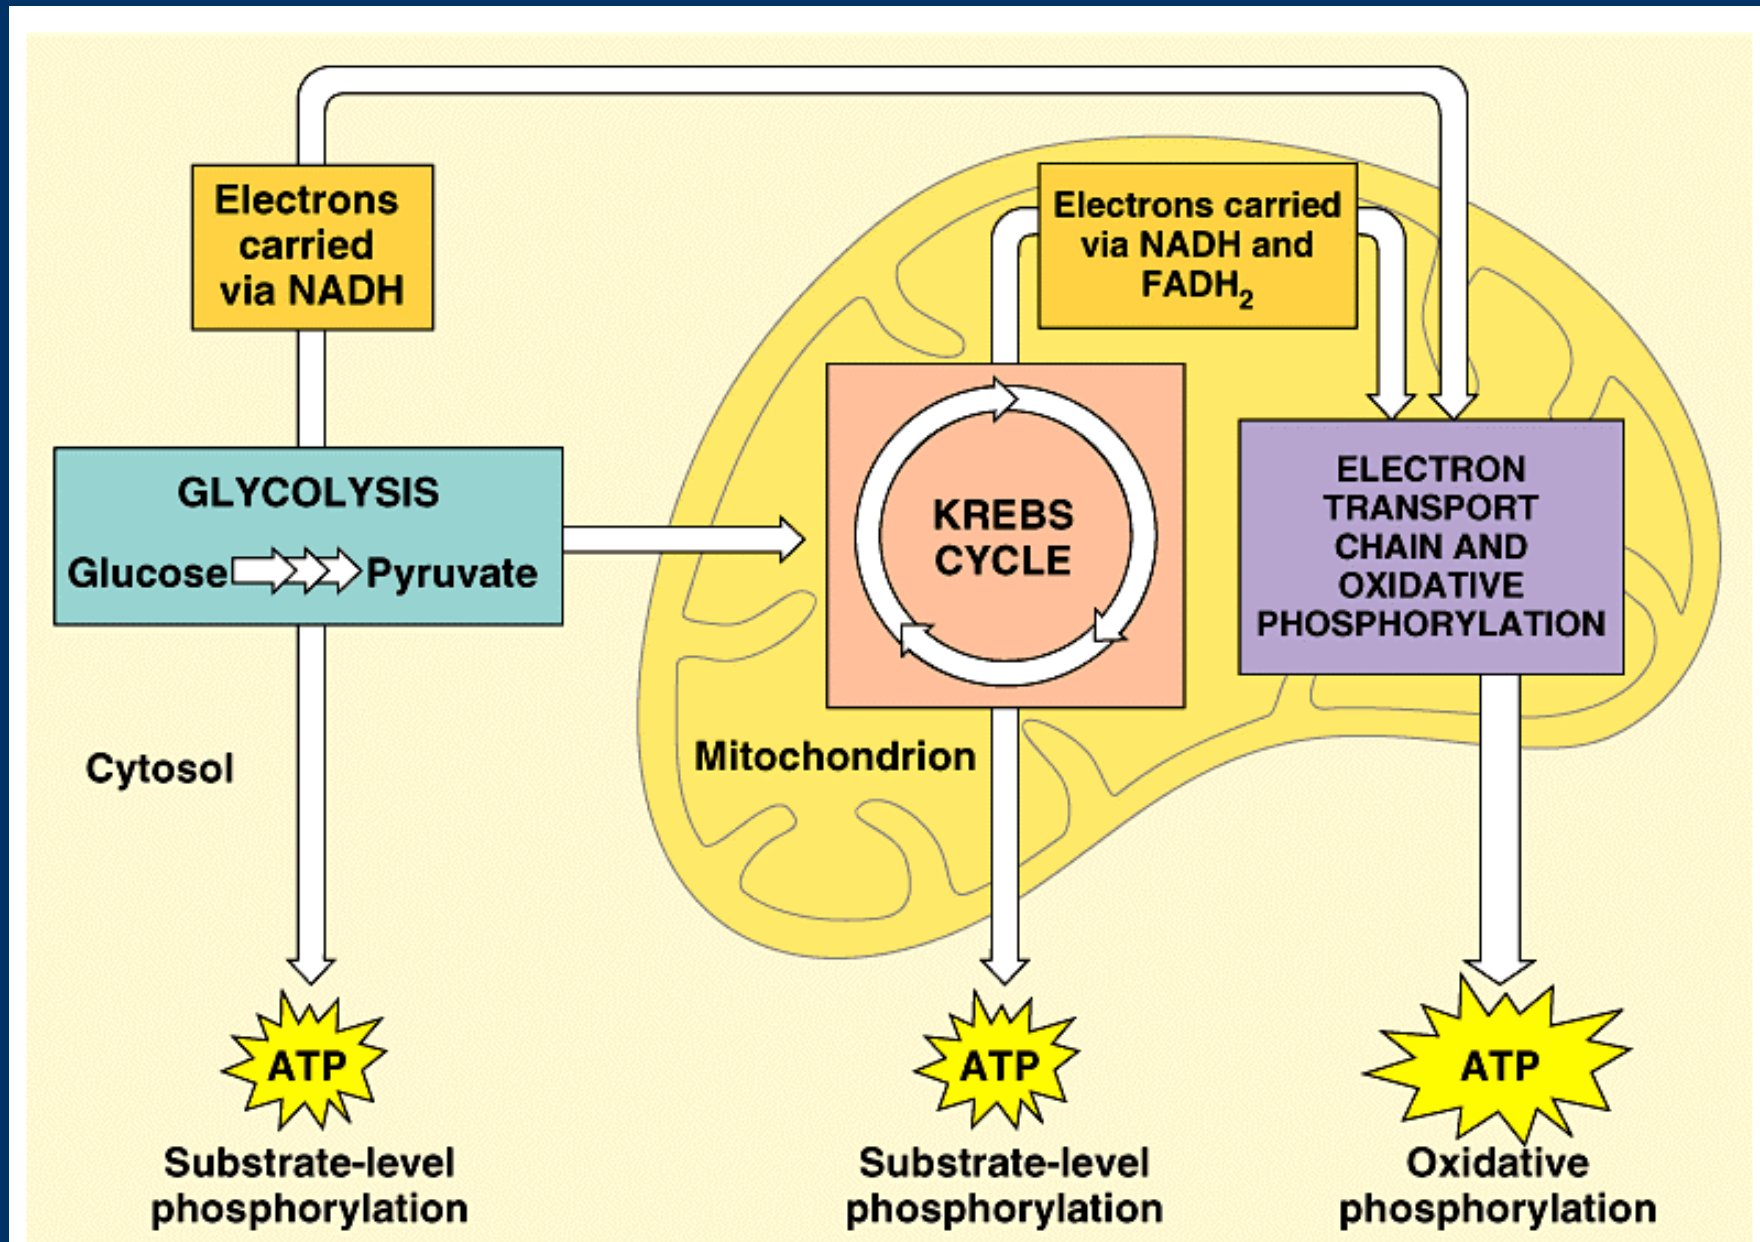 Electrons
carried
via NADH
Electrons carried
via NADH and
FADH₂
GLYCOLYSIS
Glucose Pyruvate
KREBS
CYCLE
ELECTRON
TRANSPORT
CHAIN AND
OXIDATIVE
PHOSPHORYLATION
Cytosol
Mitochondrion
ATP
ATP
ATP
Substrate-level
phosphorylation
Substrate-level
phosphorylation
Oxidative
phosphorylation